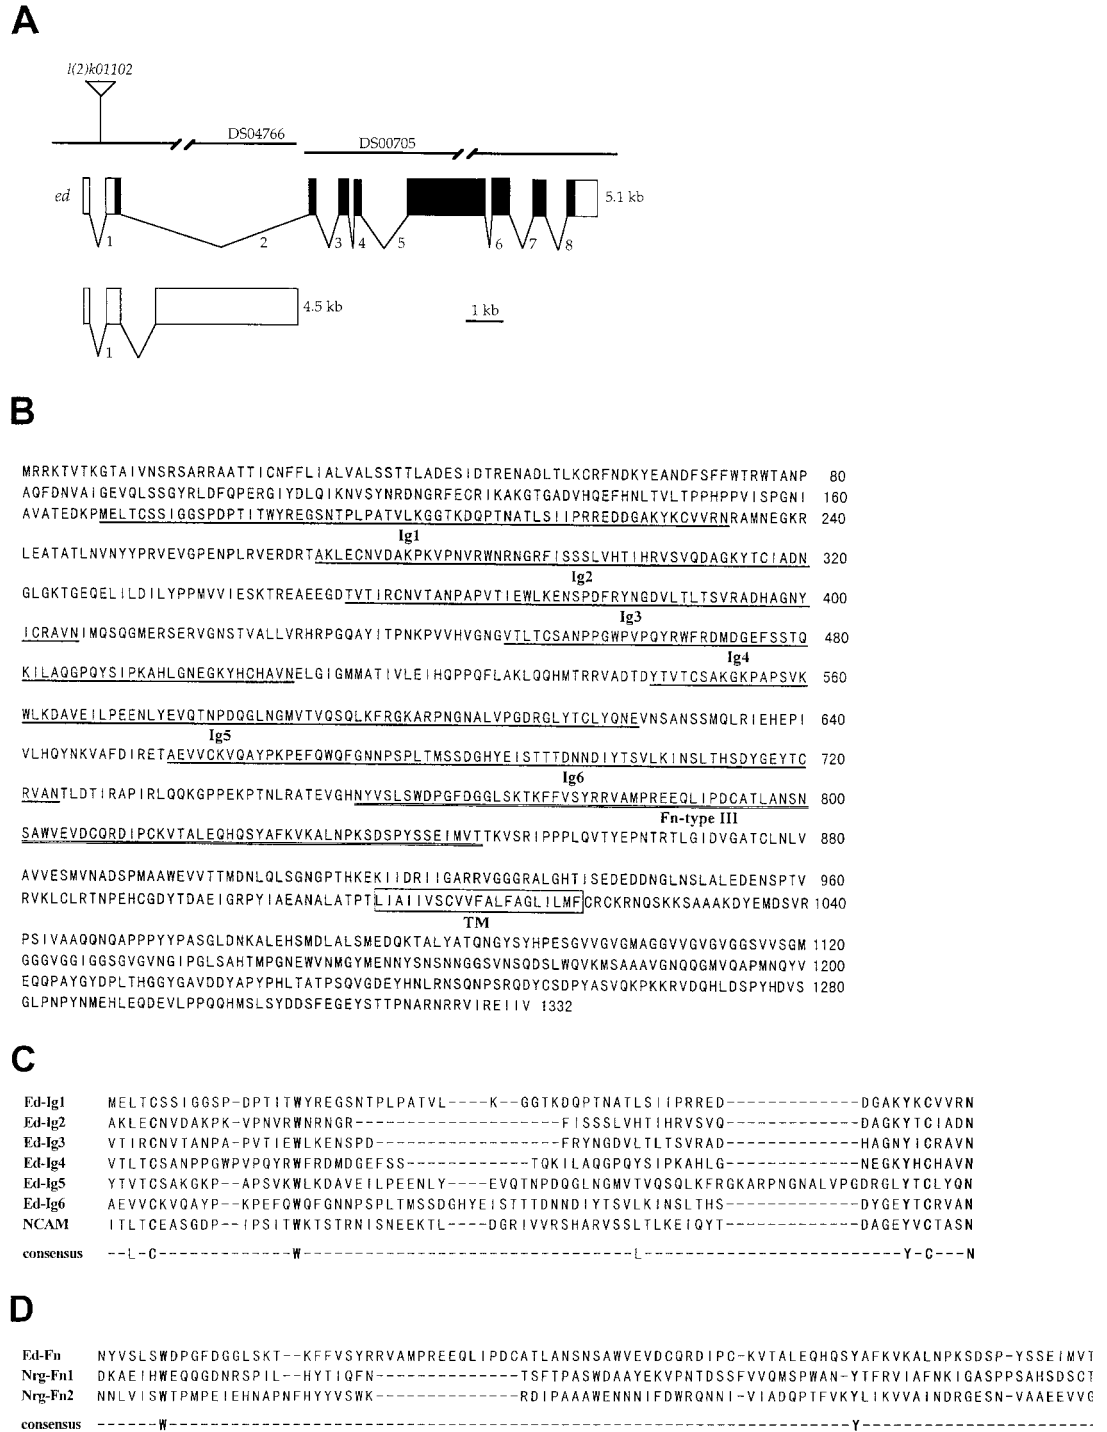 A
l(2)k01102
DS04766
DS00705
ed
5.1 kb
1 2 3 4 5 6 7 8
4.5 kb
1 kb
1
B
MRRKTVTKGTAIVNSRSARRAATTICNFFLIALVALSSTTLADESIDTRENADLTLKCRFNDKYEANDFSFFWTRWTANP 80
AQFDNVAIGEVQLSSGYRLDFQPERGIYDLQIKNVSYNRDNGRFECRIKAKGTGADVHQEFHNLTVLTPPHPPVISPGNI 160
AVATEDKPMELTCSSIGGSPDPTITWYREGSNTPLPATVLKGGTKDQPTNATLSIIPRREDDGAKYKCVVRNRAMNEGKR 240
Ig1
LEATATLNVNYYPRVEVGPENPLRVERDRTAKLECNVDAKPKVPNVRWNRNGRFISSSLVHTIHRVSVQDAGKYTCIADN 320
Ig2
GLGKTGEQELILDILYPPMVVIESKTREAEEGDTVTIRCNVTANPAPVTIEWLKENSPDFRYNGDVLTLTSVRADHAGNY 400
Ig3
ICRAVNIMQSQGMERSERVGNSTVALLVRHRPGQAYITPNKPVVHVGNGVTLTCSANPPGWPVPQYRWFRDMDGEFSSTQ 480
Ig4
KILAQGPQYSIPKAHLGNEGKYHCHAVNELGIGMMATIVLEIHQPPQFLAKLQQHMTRRVADTDYTVTCSAKGKPAPSVK 560
WLKDAVEILPEENLYEVQTNPDQGLNGMVTVQSQLKFRGKARPNGNALVPGDRGLYTCLYQNEVNSANSSMQLRIEHEPI 640
Ig5
VLHQYNKVAFDIRETAEVVCKVQAYPKPEFQWQFGNNPSPLTMSSDGHYEISTTTDNNDIYTSVLKINSLTHSDYGEYTC 720
Ig6
RVANTLDTIRAPIRLQQKGPPEKPTNLRATEVGHNYVSLSWDPGFDGGLSKTKFFVSYRRVAMPREEQLIPDCATLANSN 800
Fn-type III
SAWVEVDCQRDIPCKVTALEQHQSYAFKVKALNPKSDSPYSSEIMVTTKVSRIPPPLQVTYEPNTRTLGIDVGATCLNLV 880
AVVESMVNADSPMAAWEVVTTMDNLQLSGNGPTHKEKIIDRIIGARRVGGGRALGHTISEDEDDNGLNSLALEDENSPTV 960
RVKLCLRTNPEHCGDYTDAEIGRPYIAEANALATPTLIAIIVSCVVFALFAGLILMFCRCKRNQSKKSAAAKDYEMDSVR 1040
TM
PSIVAAQQNQAPPPYYPASGLDNKALEHSMDLALSMEDQKTALYATQNGYSYHPESGVVGVGMAGGVVGVGVGGSVVSGM 1120
GGGVGGIGGSGVGVNGIPGLSAHTMPGNEWVNMGYMENNYSNSNNGGSVNSQDSLWQVKMSAAAVGNQQGMVQAPMNQYV 1200
EQQPAYGYDPLTHGGYGAVDDYAPYPHLTATPSQVGDEYHNLRNSQNPSRQDYCSDPYASVQKPKKRVDQHLDSPYHDVS 1280
GLPNPYNMEHLEQDEVLPPQQHMSLSYDDSFEGEYSTTPNARNRRVIREIIV 1332
C
Ed-Ig1 MELTCSSIGGSP-DPTITWYREGSNTPLPATVL----K--GGTKDQPTNATLSIIPRRED-------------DGAKYKCVVRN
Ed-Ig2 AKLECNVDAKPK-VPNVRWNRNGR--------------------FISSSLVHTIHRVSVQ-------------DAGKYTCIADN
Ed-Ig3 VTIRCNVTANPA-PVTIEWLKENSPD------------------FRYNGDVLTLTSVRAD-------------HAGNYICRAVN
Ed-Ig4 VTLTCSANPPGWPVPQYRWFRDMDGEFSS------------TQKILAQGPQYSIPKAHLG-------------NEGKYHCHAVN
Ed-Ig5 YTVTCSAKGKP--APSVKWLKDAVEILPEENLY----EVQTNPDQGLNGMVTVQSQLKFRGKARPNGNALVPGDRGLYTCLYQN
Ed-Ig6 AEVVCKVQAYP--KPEFQWQFGNNPSPLTMSSDGHYEISTTTDNNDIYTSVLKINSLTHS-------------DYGEYTCRVAN
NCAM ITLTCEASGDP--IPSITWKTSTRNISNEEKTL----DGRIVVRSHARVSSLTLKEIQYT-------------DAGEYVCTASN
consensus --L-C-------------W--------------------------------L-------------------------Y-C---N
D
Ed-Fn NYVSLSWDPGFDGGLSKT--KFFVSYRRVAMPREEQLIPDCATLANSNSAWVEVDCQRDIPC-KVTALEQHQSYAFKVKALNPKSDSP-YSSEIMVT
Nrg-Fn1 DKAEIHWEQQGDNRSPIL--HYTIQFN--------------TSFTPASWDAAYEKVPNTDSSFVVQMSPWAN-YTFRVIAFNKIGASPPSAHSDSCT
Nrg-Fn2 NNLVISWTPMPEIEHNAPNFHYYVSWK--------------RDIPAAAWENNNIFDWRQNNI-VIADQPTFVKYLIKVVAINDRGESN-VAAEEVVG
consensus ------W----------------------------------------------------------------Y----------------------